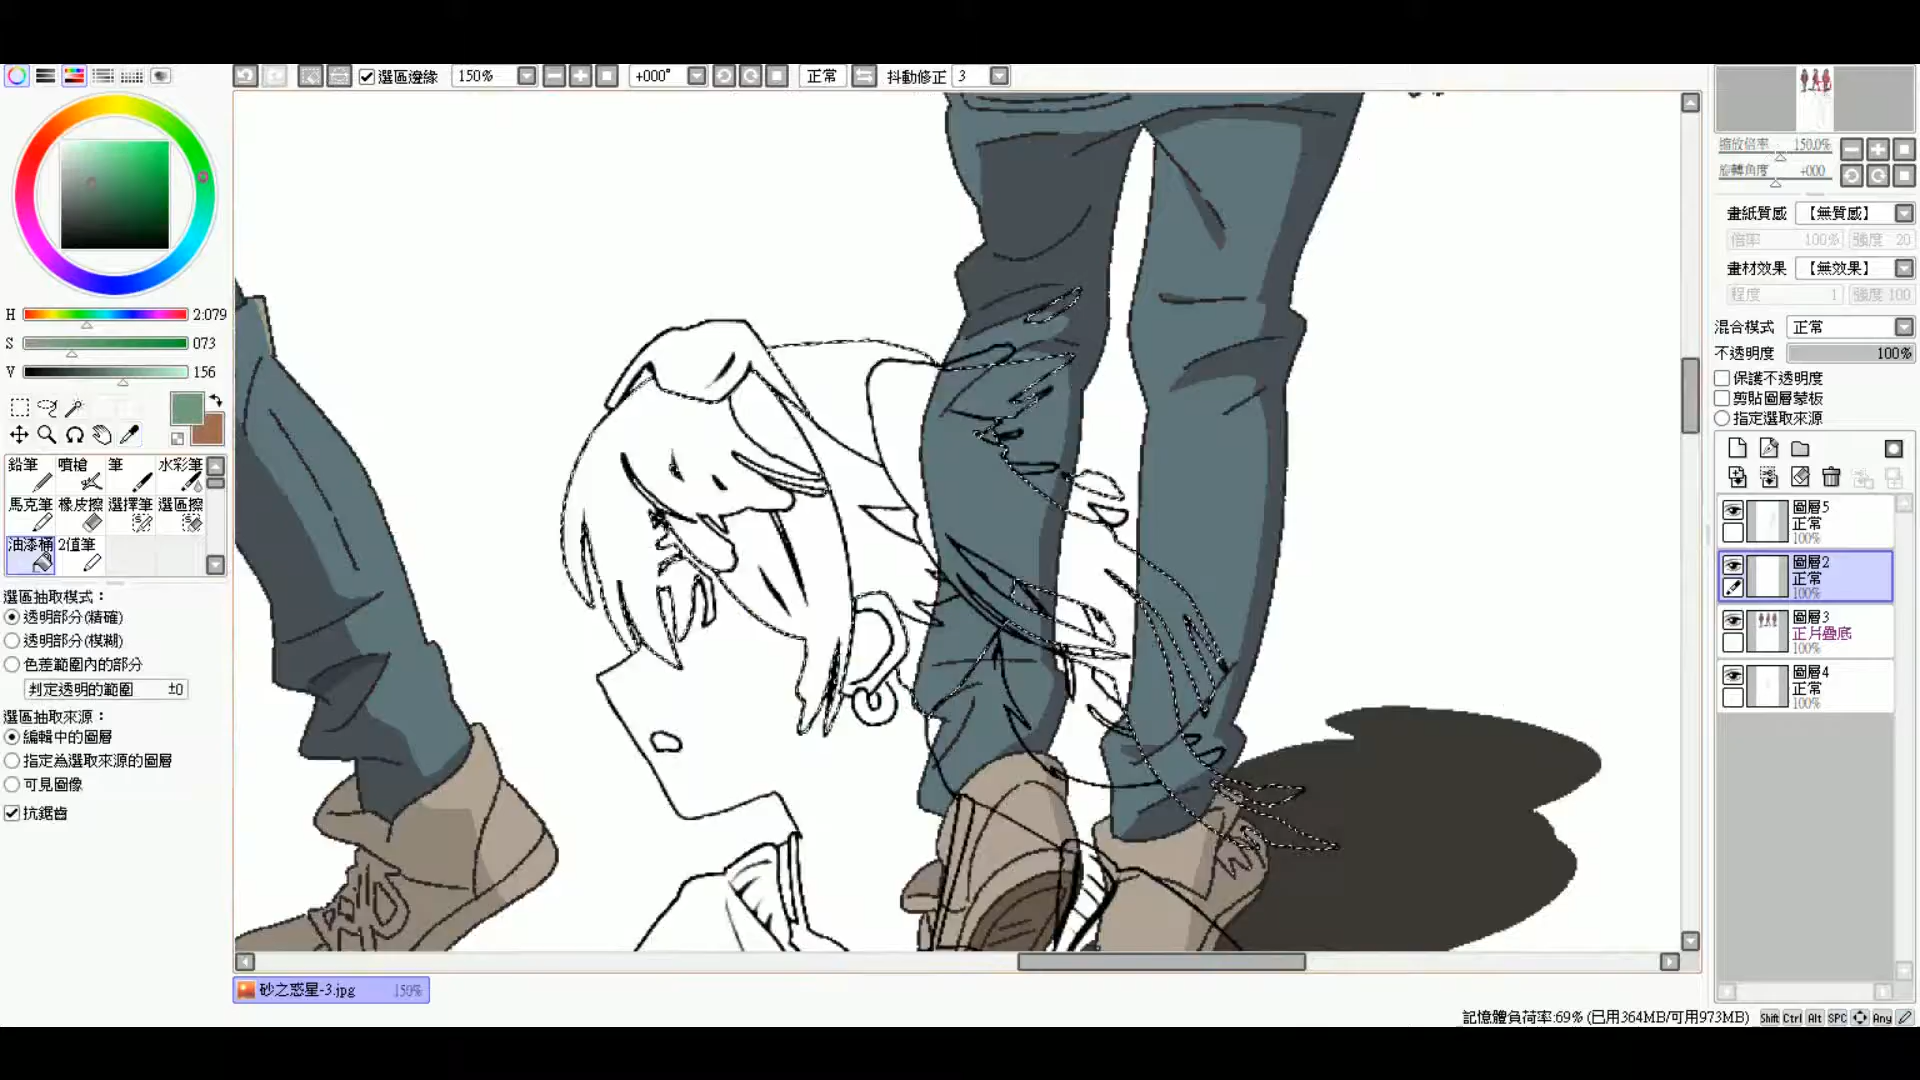 選區邊緣 150% +000° 正常 抖動修正 3
H 2:079
S 073
V 156
鉛筆 噴槍 筆 水彩筆
馬克筆 橡皮擦 選擇筆 選區擦
油漆桶 2值筆
選區抽取模式：
透明部分(精確)
透明部分(模糊)
色差範圍內的部分
判定透明的範圍 ±0
選區抽取來源：
編輯中的圖層
指定為選取來源的圖層
可見圖像
抗鋸齒
縮放倍率 150.0%
旋轉角度 +000
畫紙質感 【無質感】
倍率 100% 強度 20
畫材效果 【無效果】
程度 1 強度 100
混合模式 正常
不透明度 100%
保護不透明度
剪貼圖層蒙板
指定選取來源
圖層5
正常
100%
圖層2
正常
100%
圖層3
正片疊底
100%
圖層4
正常
100%
砂之惑星-3.jpg 150%
記憶體負荷率:69% (已用364MB/可用973MB) Shift Ctrl Alt SPC Any